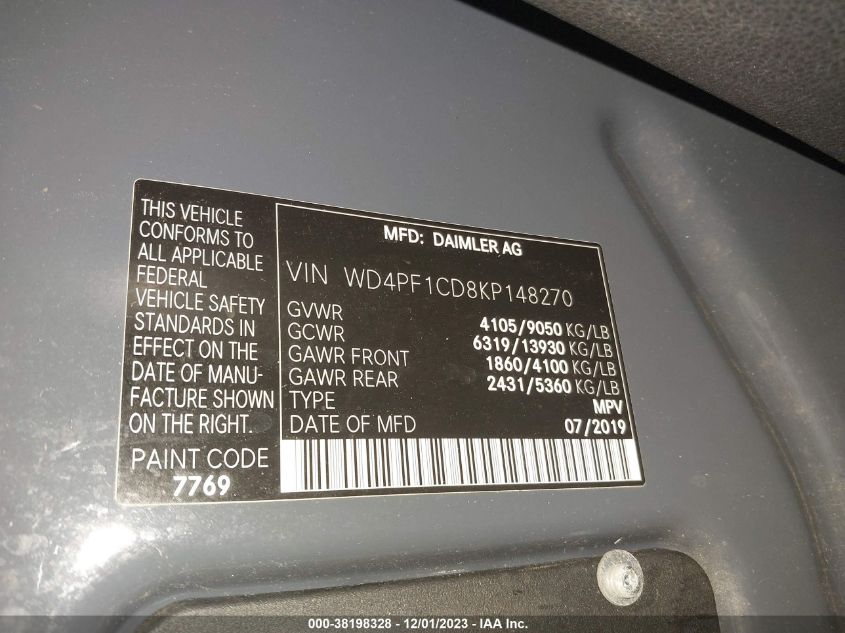 THIS VEHICLE
CONFORMS TO
ALL APPLICABLE
FEDERAL
VEHICLE SAFETY
STANDARDS IN
EFFECT ON THE
DATE OF MANU-
FACTURE SHOWN
ON THE RIGHT.
PAINT CODE
7769
MFD: DAIMLER AG
VIN WD4PF1CD8KP148270
GVWR 4105/9050 KG/LB
GCWR 6319/13930 KG/LB
GAWR FRONT 1860/4100 KG/LB
GAWR REAR 2431/5360 KG/LB
TYPE MPV
DATE OF MFD 07/2019
000-38198328 - 12/01/2023 - IAA Inc.